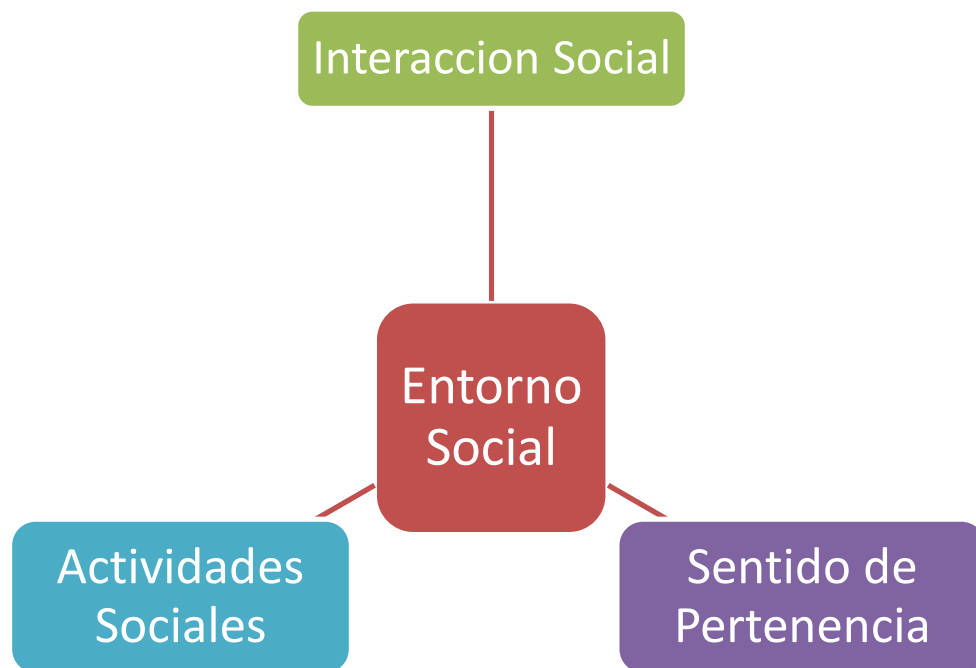 Interaccion Social
Entorno
Social
Actividades
Sociales
Sentido de
Pertenencia